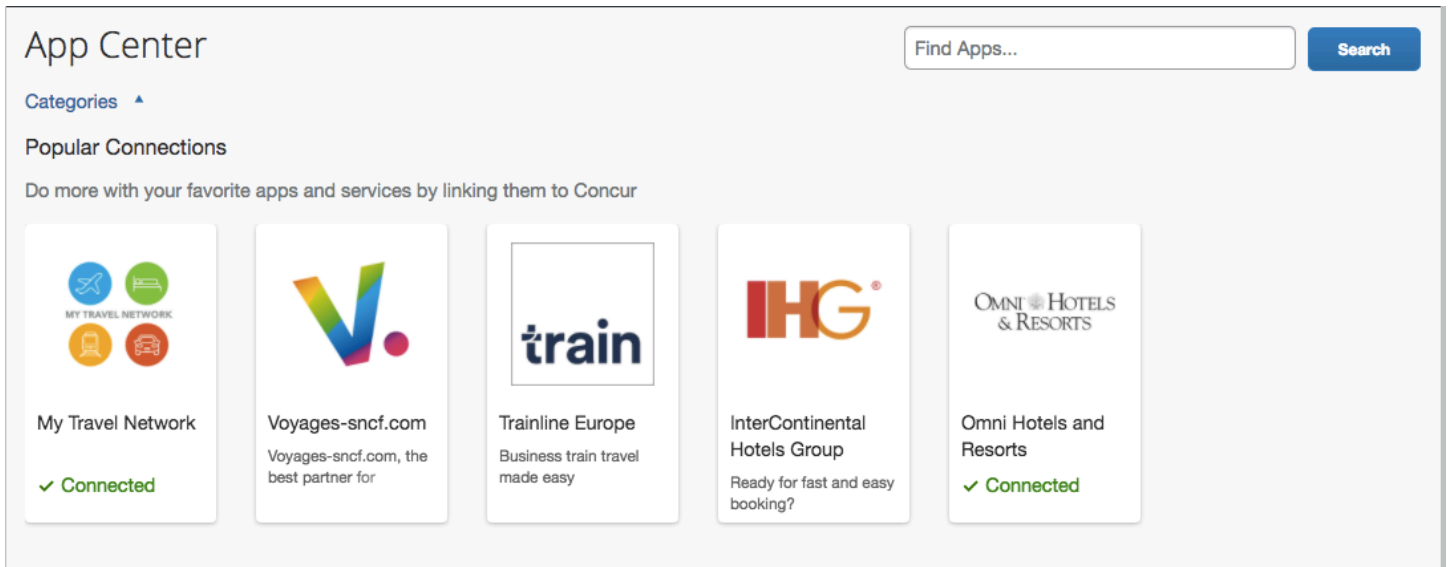 App Center
Find Apps...
Search
Categories
Popular Connections
Do more with your favorite apps and services by linking them to Concur
MY TRAVEL NETWORK
My Travel Network
Connected
V.
Voyages-sncf.com
Voyages-sncf.com, the
best partner for
train
Trainline Europe
Business train travel
made easy
IHG®
InterContinental
Hotels Group
Ready for fast and easy
booking?
OMNI HOTELS
& RESORTS
Omni Hotels and
Resorts
Connected